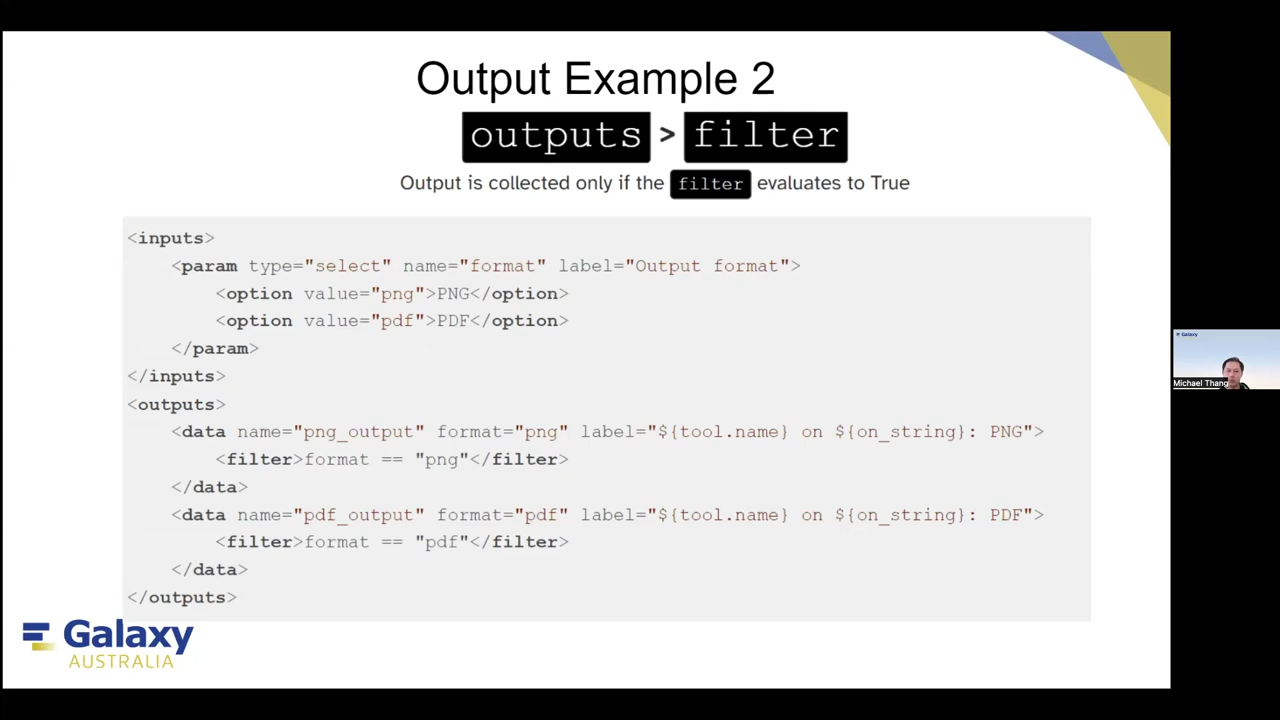 Output Example 2
outputs > filter
Output is collected only if the filter evaluates to True
<inputs>
<param type="select" name="format" label="Output format">
<option value="png">PNG</option>
<option value="pdf">PDF</option>
</param>
</inputs>
<outputs>
<data name="png_output" format="png" label="${tool.name} on ${on_string}: PNG">
<filter>format == "png"</filter>
</data>
<data name="pdf_output" format="pdf" label="${tool.name} on ${on_string}: PDF">
<filter>format == "pdf"</filter>
</data>
</outputs>
Galaxy
AUSTRALIA
Galaxy
Michael Thang